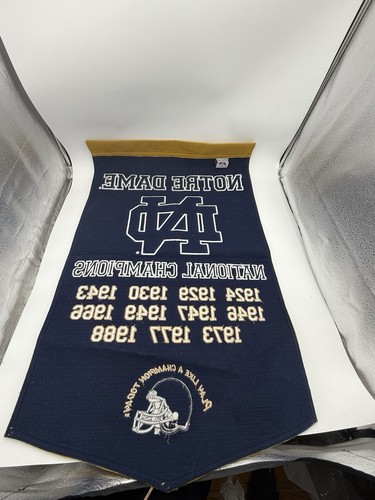 NOTRE DAME
ND
NATIONAL CHAMPIONS
1924 1929 1930 1943
1946 1947 1949 1966
1973 1977 1988
PLAY LIKE A CHAMPION TODAY